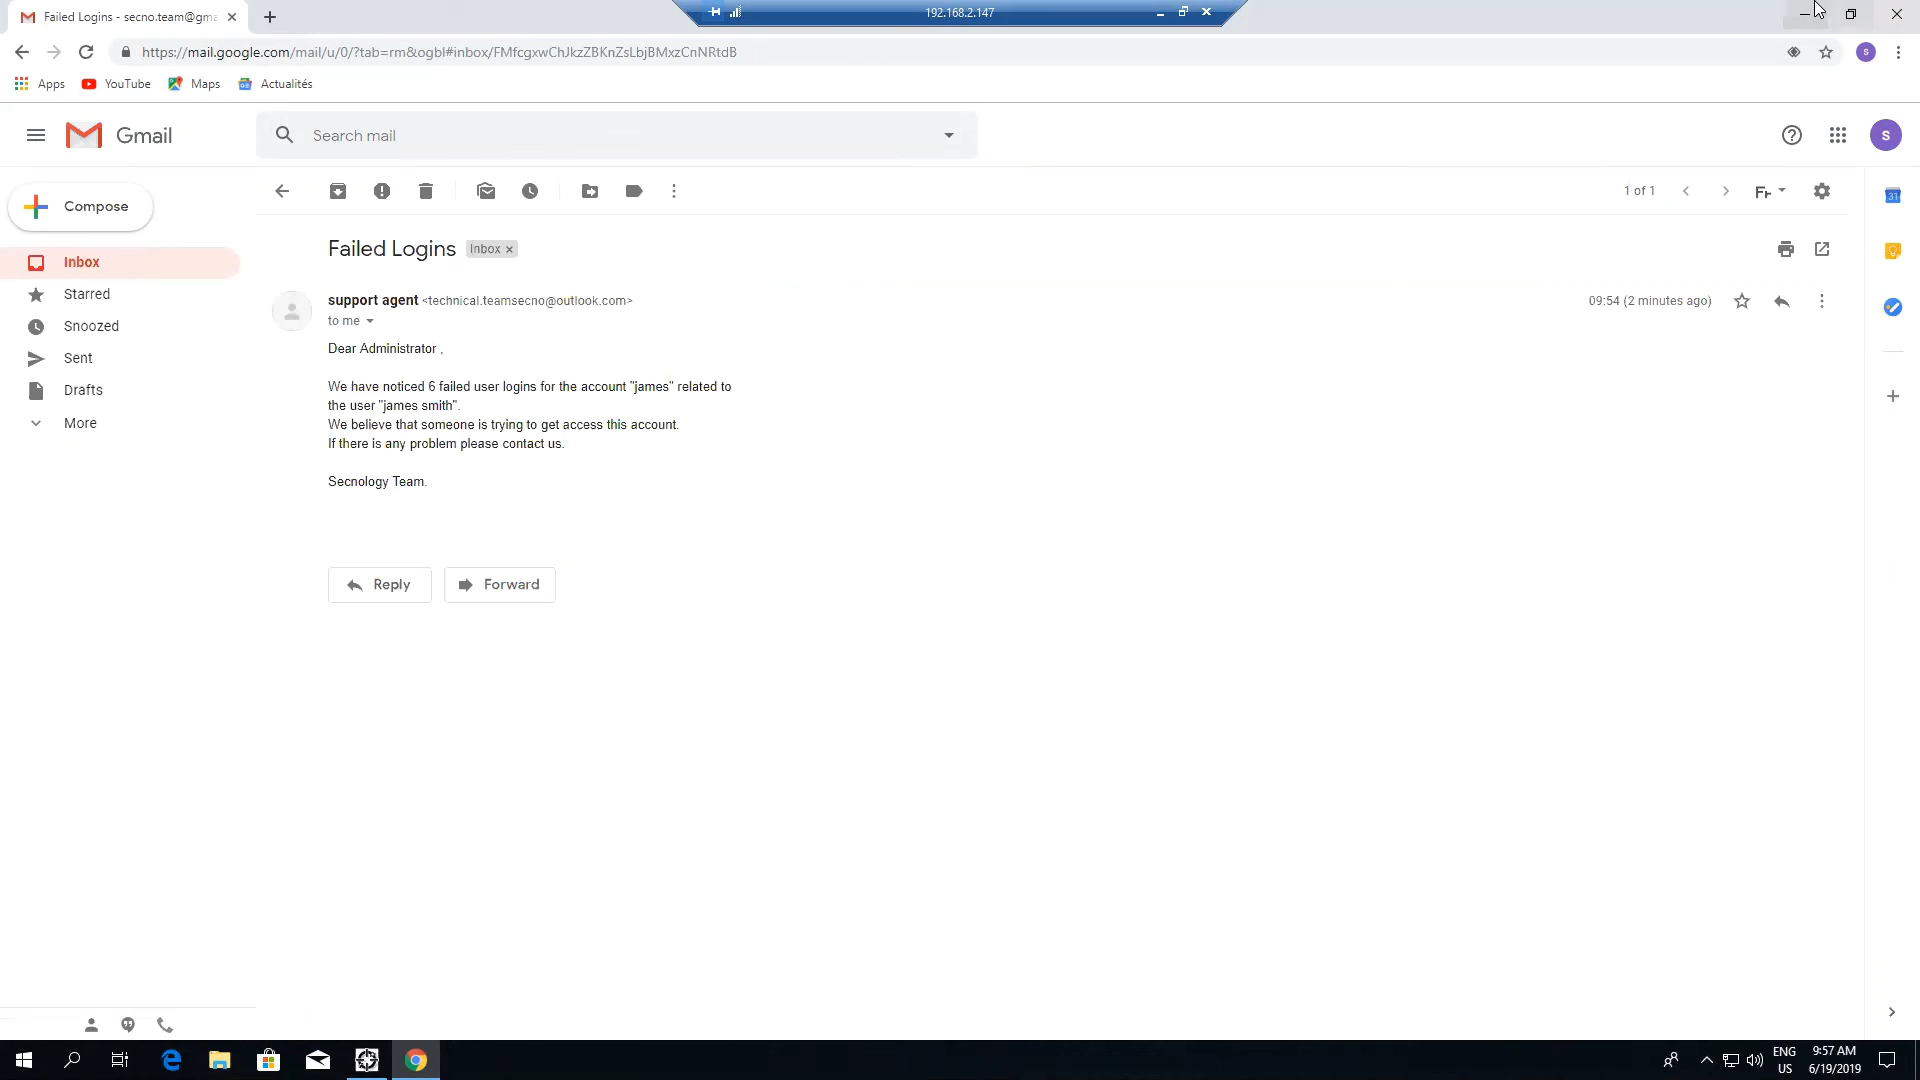 Failed Logins - secno.team@gma
192.168.2.147
https://mail.google.com/mail/u/0/?tab=rm&ogbl#inbox/FMfcgxwChJkzZBKnZsLbjBMxzCnNRtdB
S
Apps YouTube Maps Actualités
Gmail
Search mail
S
Compose
1 of 1
31
Failed Logins Inbox x
Inbox
support agent <technical.teamsecno@outlook.com>
09:54 (2 minutes ago)
Starred
to me
Snoozed
Dear Administrator ,
Sent
We have noticed 6 failed user logins for the account "james" related to
Drafts
the user "james smith".
More
We believe that someone is trying to get access this account.
If there is any problem please contact us.
Secnology Team.
Reply Forward
ENG
US
9:57 AM
6/19/2019